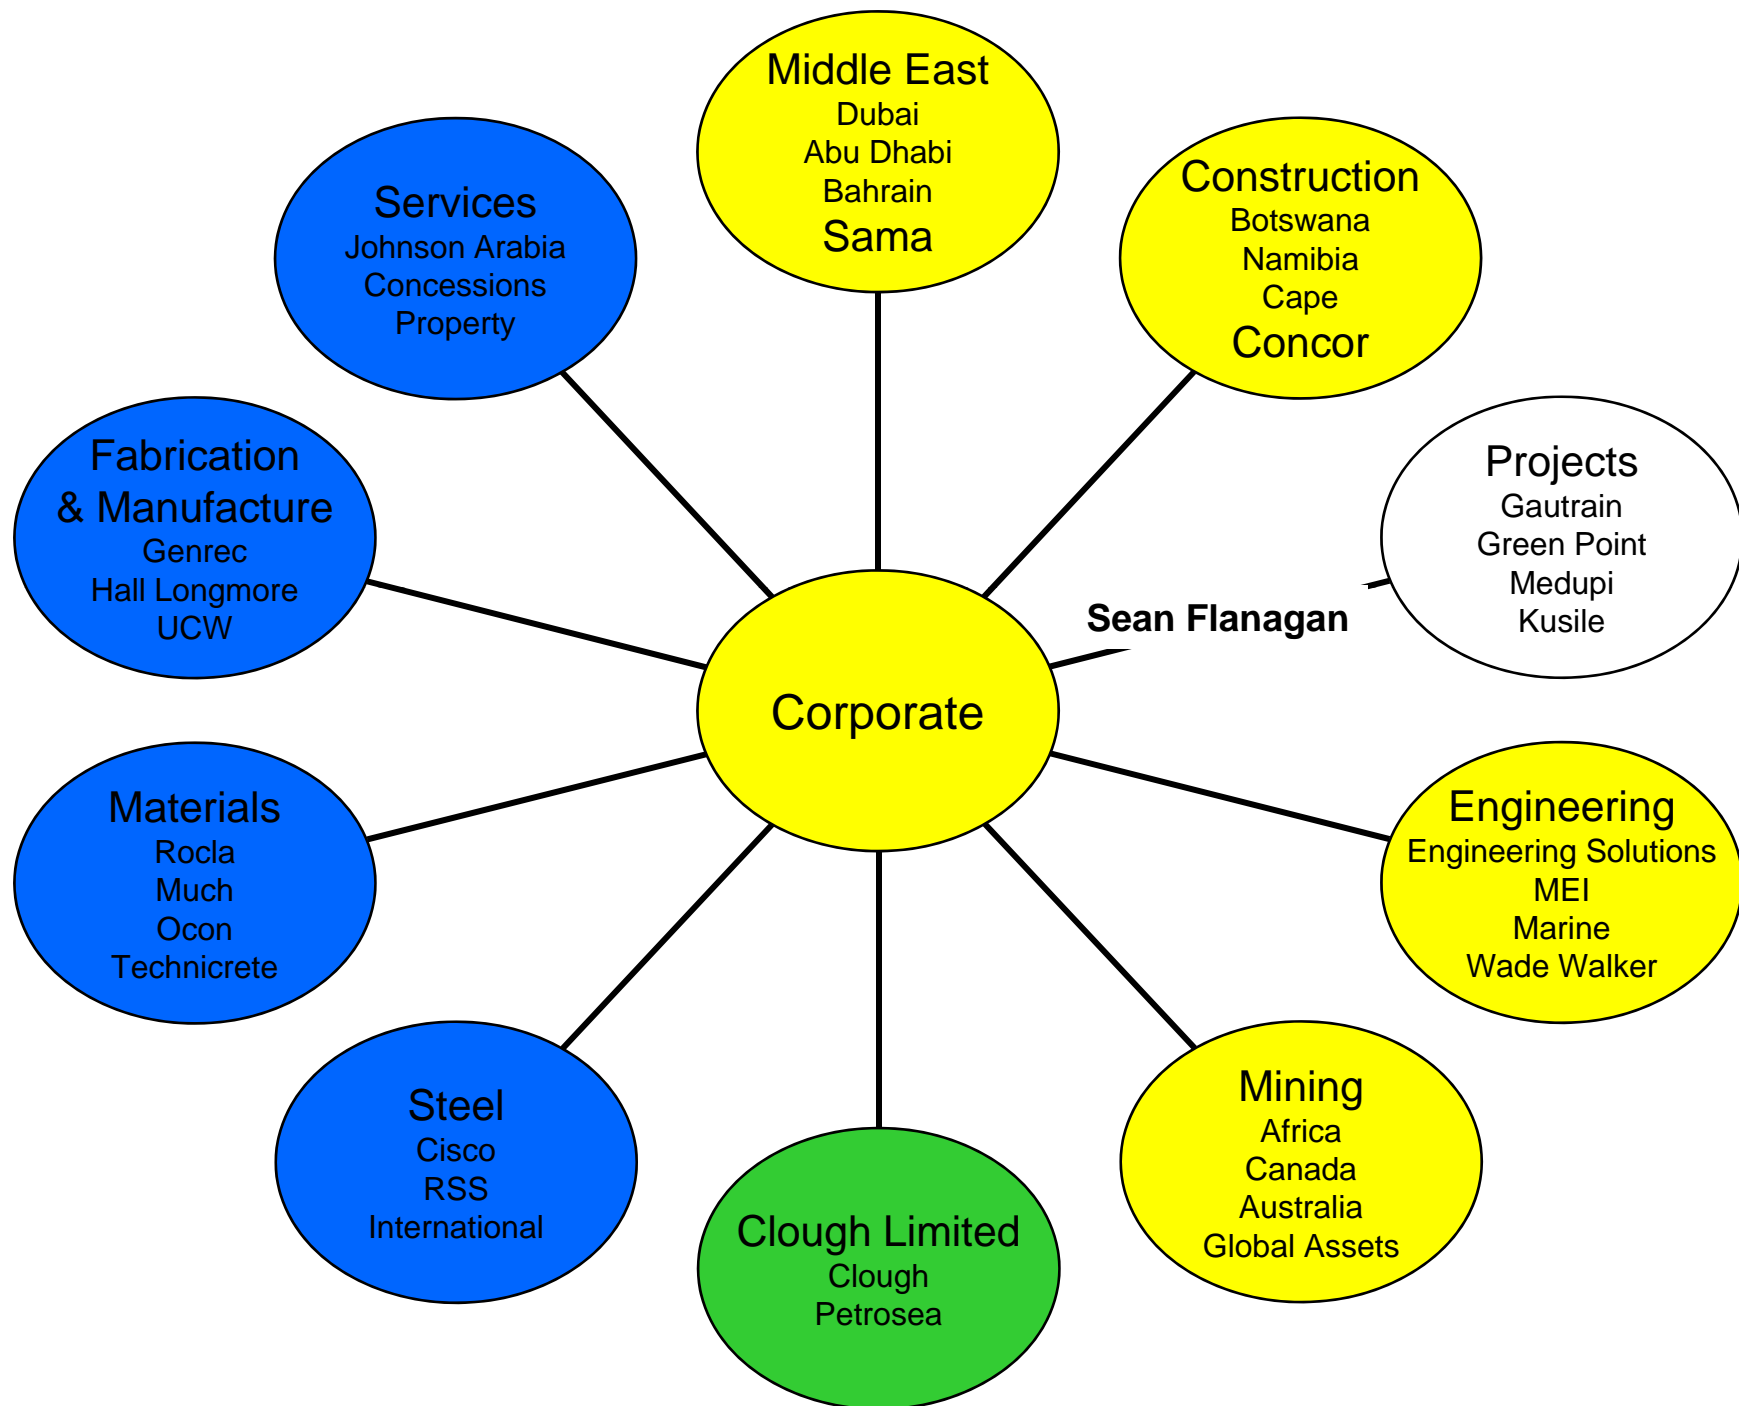 Middle East
Dubai
Abu Dhabi
Bahrain
Sama
Services
Johnson Arabia
Concessions
Property
Construction
Botswana
Namibia
Cape
Concor
Fabrication
& Manufacture
Genrec
Hall Longmore
UCW
Projects
Gautrain
Green Point
Medupi
Kusile
Sean Flanagan
Corporate
Materials
Rocla
Much
Ocon
Technicrete
Engineering
Engineering Solutions
MEI
Marine
Wade Walker
Steel
Cisco
RSS
International
Clough Limited
Clough
Petrosea
Mining
Africa
Canada
Australia
Global Assets